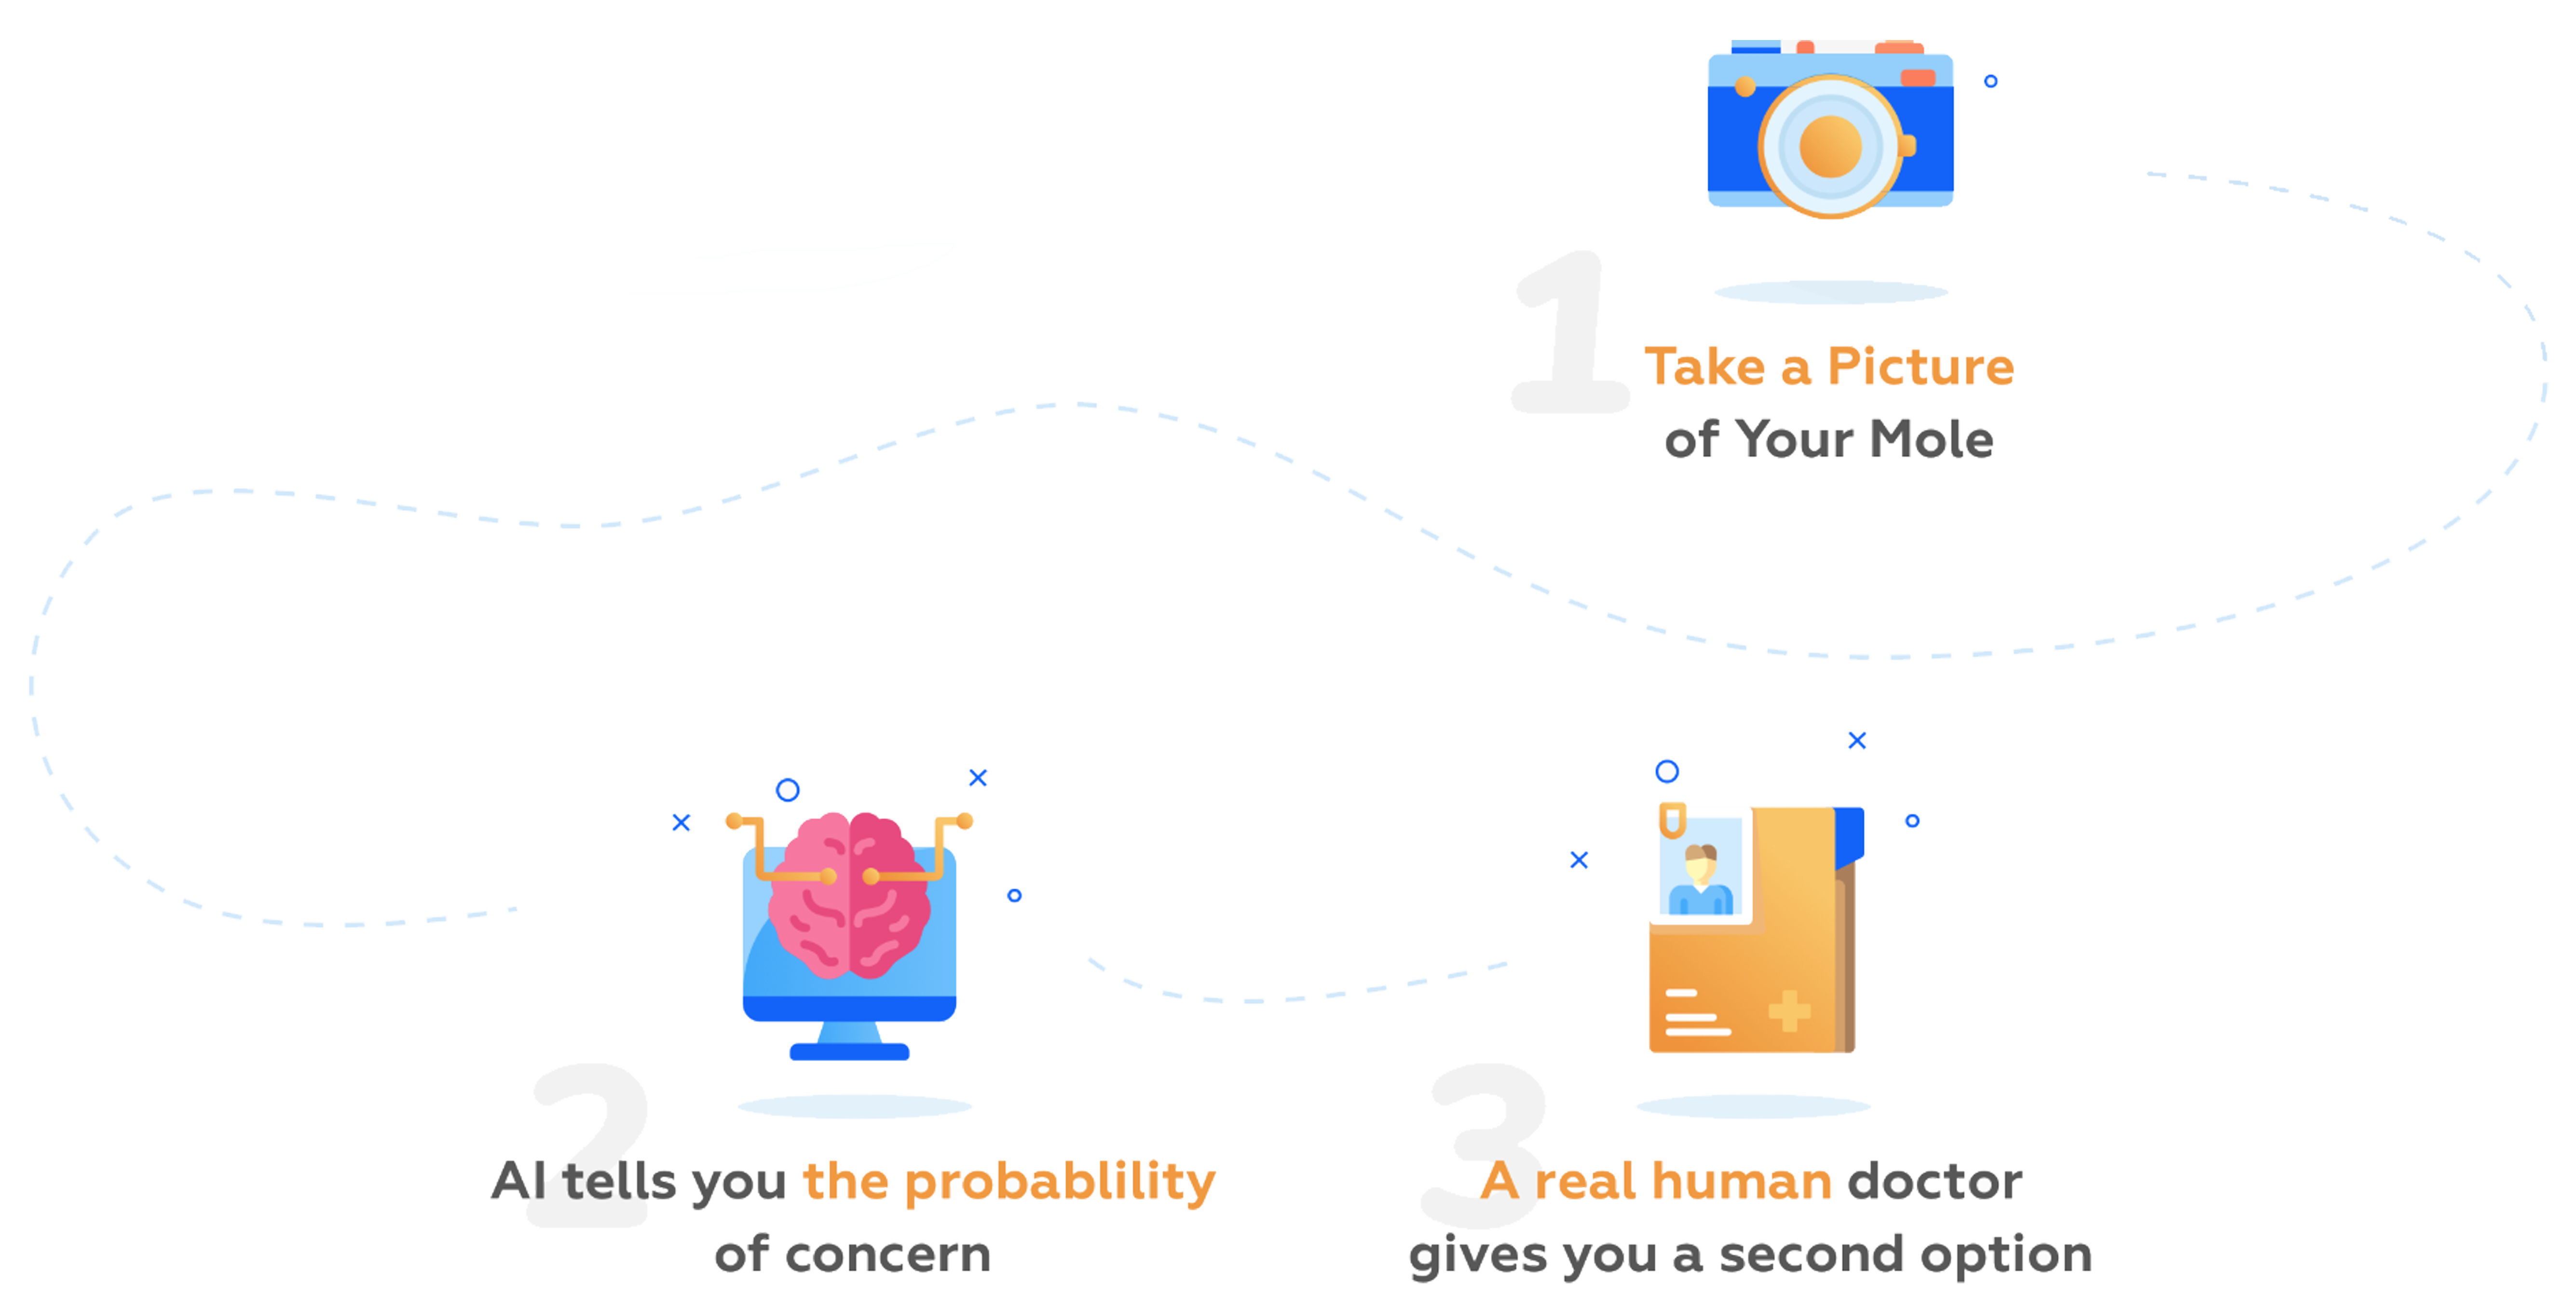 1
Take a Picture
of Your Mole
2
AI tells you the probablility
of concern
3
A real human doctor
gives you a second option